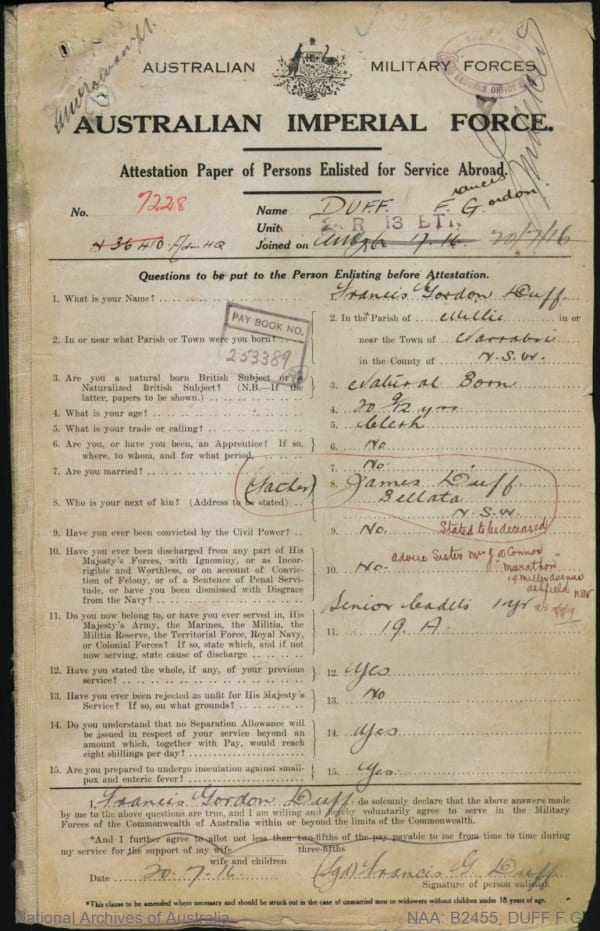 AUSTRALIAN MILITARY FORCES
AUSTRALIAN IMPERIAL FORCE.
Attestation Paper of Persons Enlisted for Service Abroad.
No. 7228 Name DUFF. F. Gordon.
rances
Unit 2. R 13 ETN
Joined on 20/7/16
Questions to be put to the Person Enlisting before Attestation.
1. What is your Name? Francis Gordon Duff
PAY BOOK NO.
253389
2. In or near what Parish or Town were you born?
2. In the Parish of Millie in or
near the Town of Narrabri
in the County of N.S.W.
3. Are you a natural born British Subject or a
Naturalized British Subject? (N.B.—If the
latter, papers to be shown.)
3. Natural Born
4. What is your age? 4. 20 9/12 yrs
5. What is your trade or calling? 5. Clerk
6. Are you, or have you been, an Apprentice? If so,
where, to whom, and for what period.
6. No
7. Are you married? 7. No.
8. Who is your next of kin? (Address to be stated) (Father)
8. James Duff
Bellata
N.S.W.
Stated to be deceased
9. Have you ever been convicted by the Civil Power? 9. No.
10. Have you ever been discharged from any part of His
Majesty's Forces, with Ignominy, or as Incor-
rigible and Worthless, or on account of Convic-
tion of Felony, or of a Sentence of Penal Servi-
tude, or have you been dismissed with Disgrace
from the Navy?
10. No.
advise Sister Mrs J O'Connor
"Marathon"
19 Miller avenue
ashfield NSW
11. Do you now belong to, or have you ever served in, His
Majesty's Army, the Marines, the Militia, the
Militia Reserve, the Territorial Force, Royal Navy,
or Colonial Forces? If so, state which, and if not
now serving, state cause of discharge
Senior Cadets 1 yr
11. 19 A.
12. Have you stated the whole, if any, of your previous
service?
12. Yes
13. Have you ever been rejected as unfit for His Majesty's
Service? If so, on what grounds?
13. No
14. Do you understand that no Separation Allowance will
be issued in respect of your service beyond an
amount which, together with Pay, would reach
eight shillings per day?
14. Yes
15. Are you prepared to undergo inoculation against small-
pox and enteric fever?
15. Yes
I, Francis Gordon Duff do solemnly declare that the above answers made
by me to the above questions are true, and I am willing and hereby voluntarily agree to serve in the Military
Forces of the Commonwealth of Australia within or beyond the limits of the Commonwealth.
*And I further agree to allot not less than two-fifths of the pay payable to me from time to time during
three-fifths
my service for the support of my wife
wife and children
Date 20.7.16 (Sgd) Francis G Duff
Signature of person enlisted.
*This clause to be amended where necessary and should be struck out in the case of unmarried men or widowers without children under 18 years of age.
National Archives of Australia NAA: B2455, DUFF F G